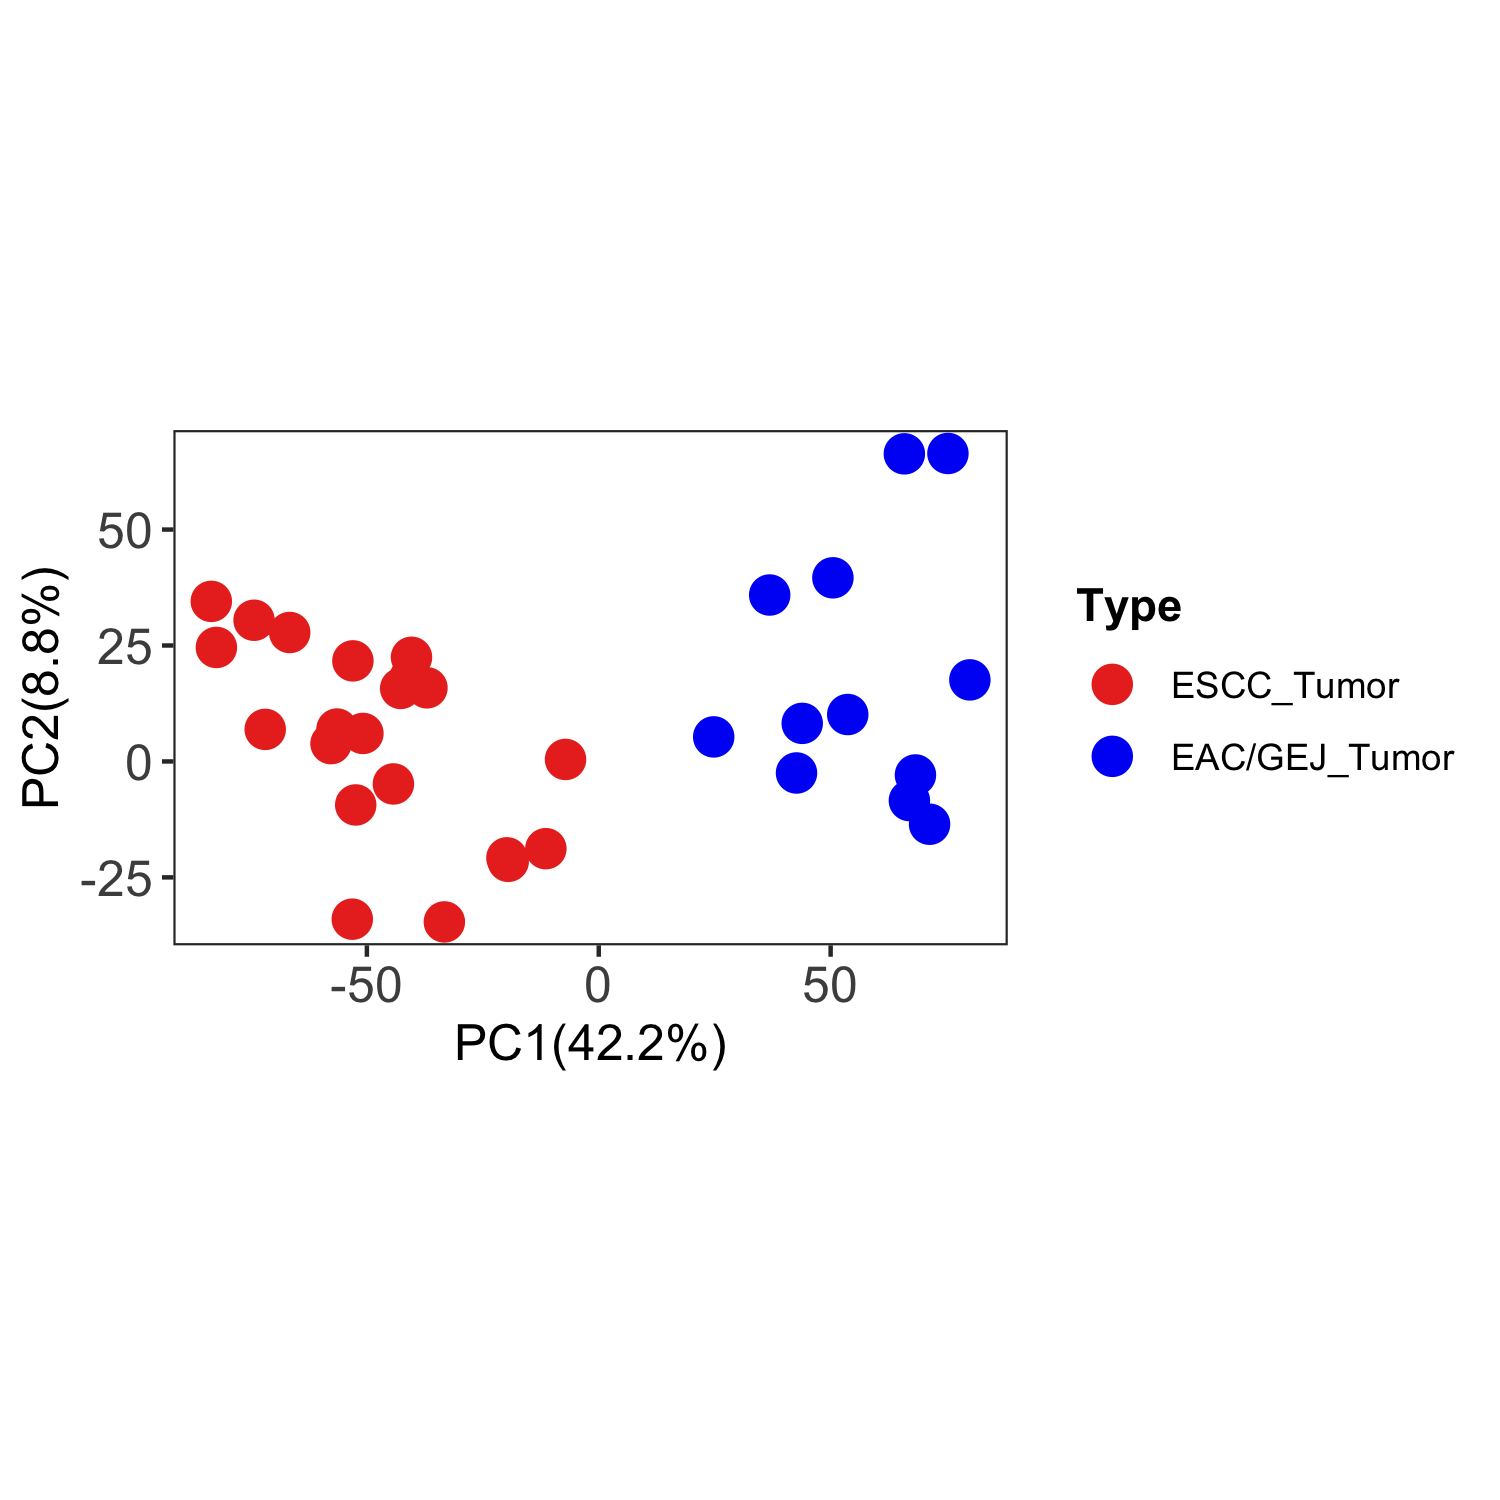 50
25
0
-25
PC2(8.8%)
-50 0 50
PC1(42.2%)
Type
ESCC_Tumor
EAC/GEJ_Tumor